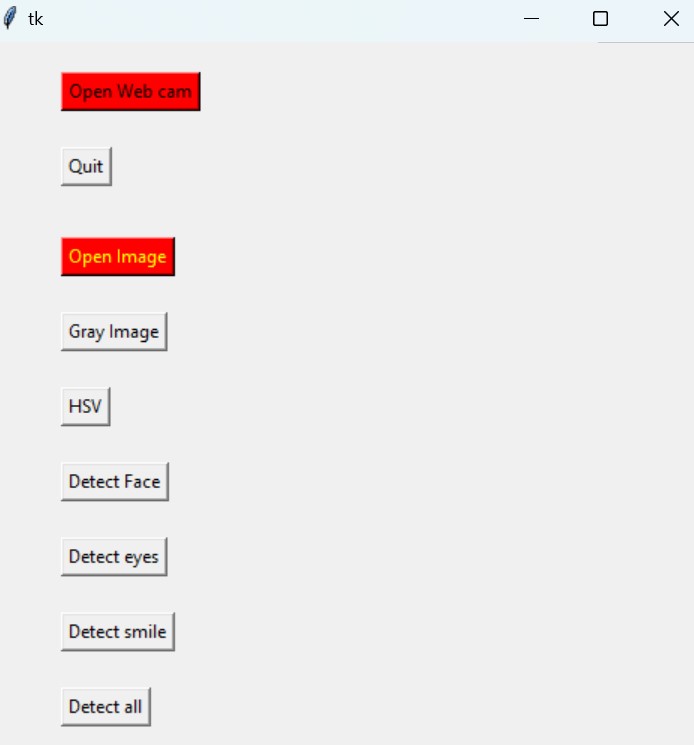 tk
Open Web cam
Quit
Open Image
Gray Image
HSV
Detect Face
Detect eyes
Detect smile
Detect all